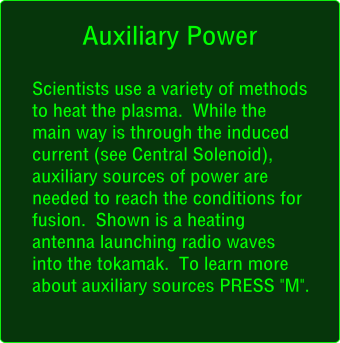 Auxiliary Power
Scientists use a variety of methods
to heat the plasma.  While the
main way is through the induced
current (see Central Solenoid),
auxiliary sources of power are
needed to reach the conditions for
fusion.  Shown is a heating
antenna launching radio waves
into the tokamak.  To learn more
about auxiliary sources PRESS "M".